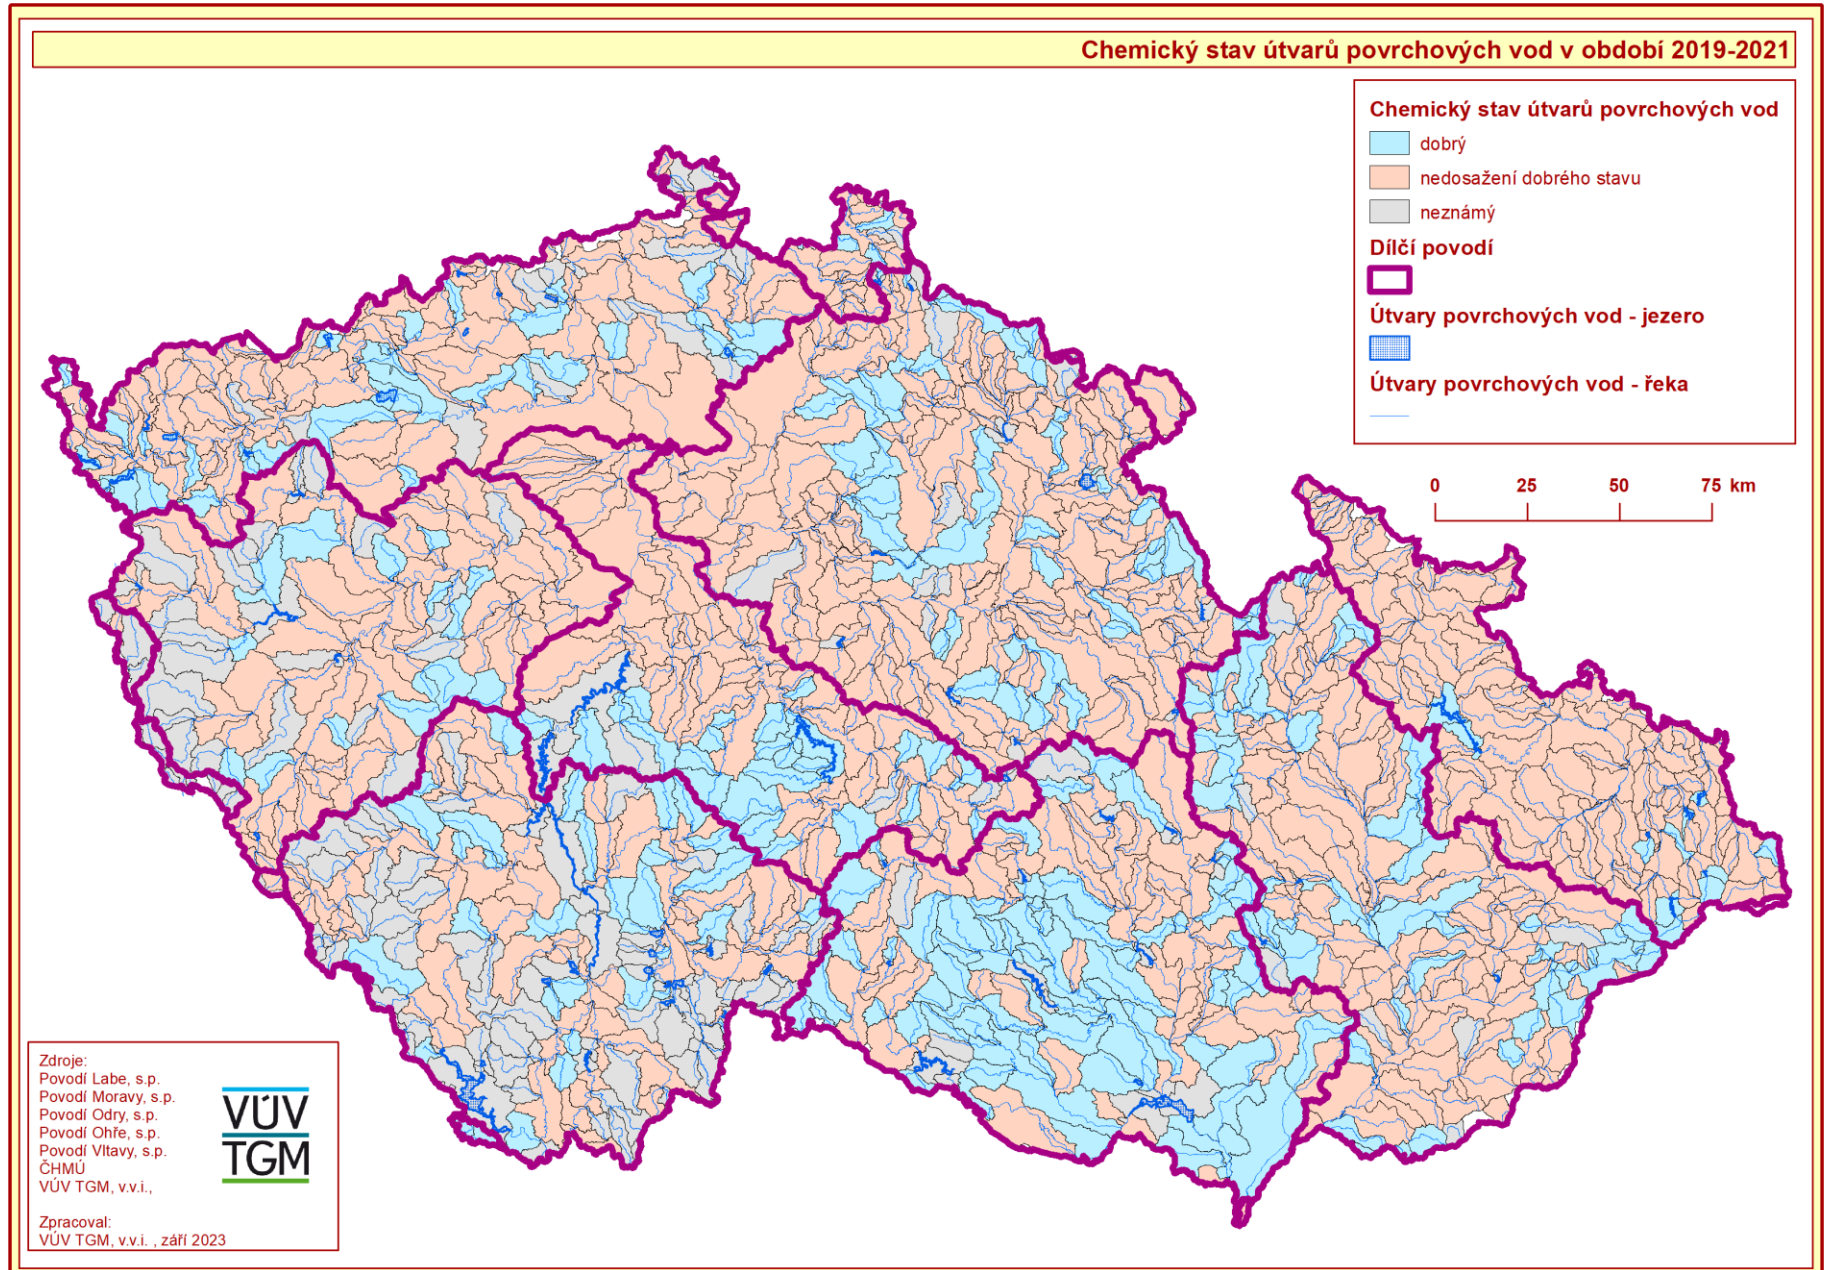 Chemický stav útvarů povrchových vod v období 2019-2021
Chemický stav útvarů povrchových vod
dobrý
nedosažení dobrého stavu
neznámý
Dílčí povodí
Útvary povrchových vod - jezero
Útvary povrchových vod - řeka
0 25 50 75 km
Zdroje:
Povodí Labe, s.p.
Povodí Moravy, s.p.
Povodí Odry, s.p.
Povodí Ohře, s.p.
Povodí Vltavy, s.p.
ČHMÚ
VÚV TGM, v.v.i.,
Zpracoval:
VÚV TGM, v.v.i. , září 2023
VÚV
TGM